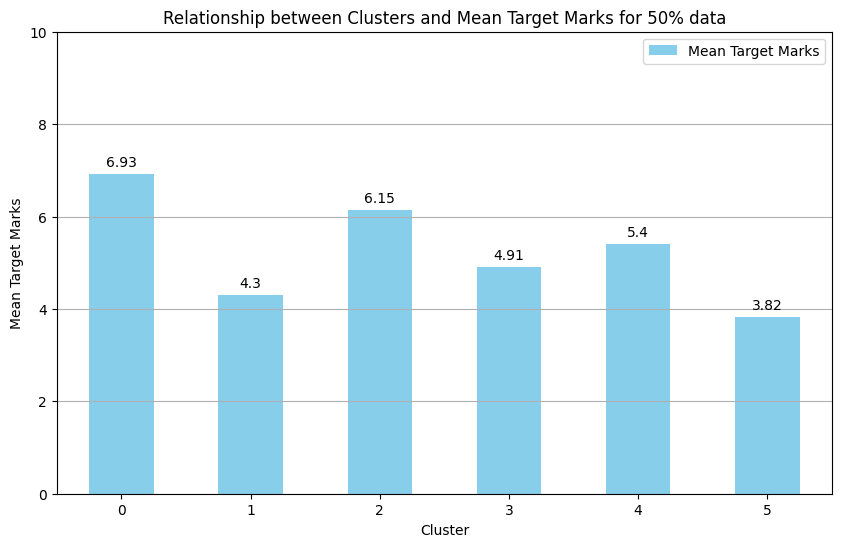 Relationship between Clusters and Mean Target Marks for 50% data
Mean Target Marks
10
8
6
4
2
0
Mean Target Marks
6.93
4.3
6.15
4.91
5.4
3.82
0 1 2 3 4 5
Cluster